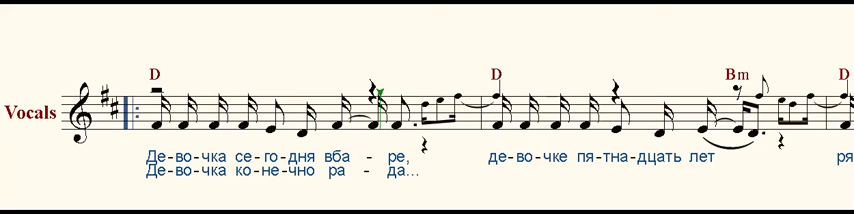 D D Bm D
Vocals
Де-во-чка се-го-дня вба - ре, де-во-чке пя-тна-дцать лет ря
Де-во-чка ко-не-чно ра - да...